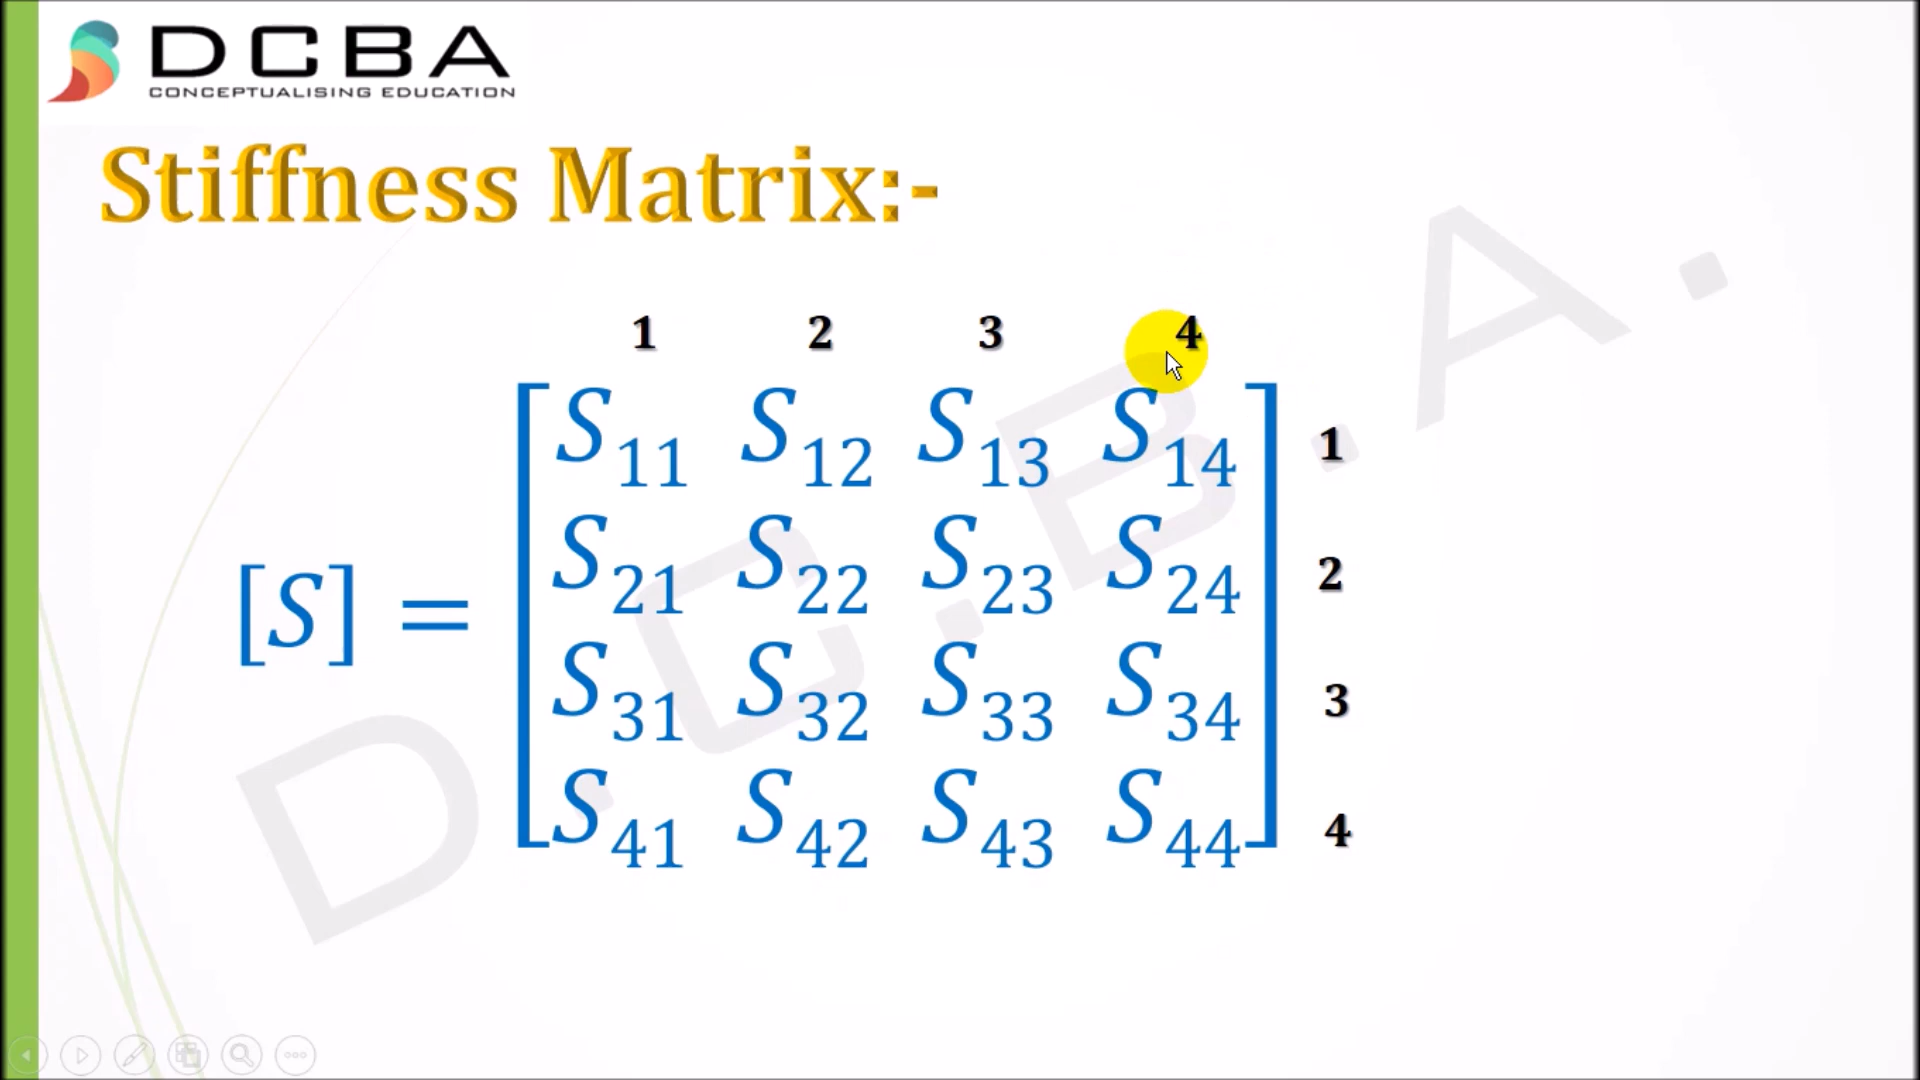 DCBA
CONCEPTUALISING EDUCATION
Stiffness Matrix:-
1 2 3 4
S11 S12 S13 S14 1
S21 S22 S23 S24 2
[S] =
S31 S32 S33 S34 3
S41 S42 S43 S44 4
D.C.B.A.